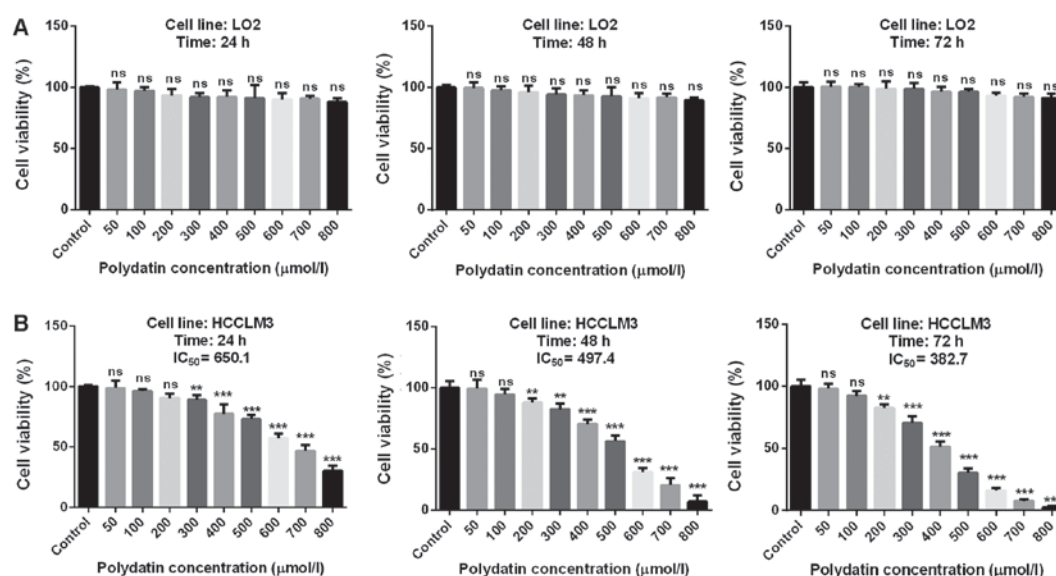 A
Cell line: LO2
Time: 24 h
Cell viability (%)
150
100
50
0
ns ns ns ns ns ns ns ns ns
Control 50 100 200 300 400 500 600 700 800
Polydatin concentration (μmol/l)
Cell line: LO2
Time: 48 h
Cell viability (%)
150
100
50
0
ns ns ns ns ns ns ns ns ns
Control 50 100 200 300 400 500 600 700 800
Polydatin concentration (μmol/l)
Cell line: LO2
Time: 72 h
Cell viability (%)
150
100
50
0
ns ns ns ns ns ns ns ns ns
Control 50 100 200 300 400 500 600 700 800
Polydatin concentration (μmol/l)
B
Cell line: HCCLM3
Time: 24 h
IC50= 650.1
Cell viability (%)
150
100
50
0
ns ns ns ** *** *** *** *** ***
Control 50 100 200 300 400 500 600 700 800
Polydatin concentration (μmol/l)
Cell line: HCCLM3
Time: 48 h
IC50= 497.4
Cell viability (%)
150
100
50
0
ns ns ** ** *** *** *** *** ***
Control 50 100 200 300 400 500 600 700 800
Polydatin concentration (μmol/l)
Cell line: HCCLM3
Time: 72 h
IC50= 382.7
Cell viability (%)
150
100
50
0
ns ns ** *** *** *** *** *** **
Control 50 100 200 300 400 500 600 700 800
Polydatin concentration (μmol/l)